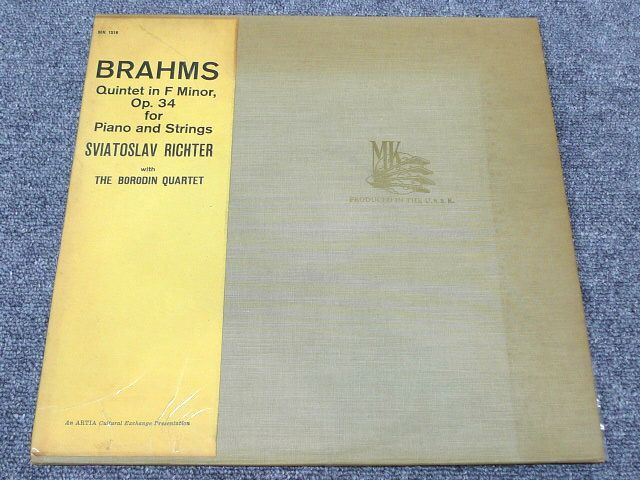 MK 1516
BRAHMS
Quintet in F Minor,
Op. 34
for
Piano and Strings
SVIATOSLAV RICHTER
with
THE BORODIN QUARTET
MK
PRODUCED IN THE U.S.S.R.
An ARTIA Cultural Exchange Presentation